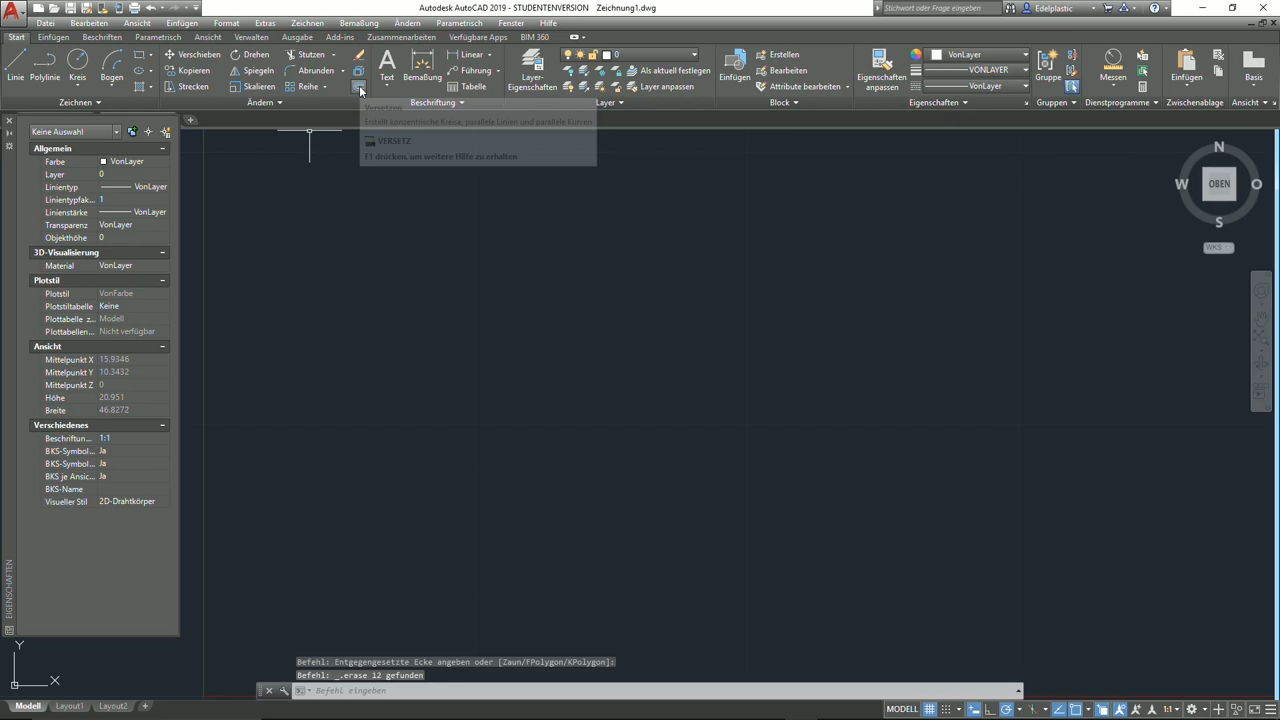 Autodesk AutoCAD 2019 - STUDENTENVERSION Zeichnung1.dwg
Stichwort oder Frage eingeben
Edelplastic
Datei Bearbeiten Ansicht Einfügen Format Extras Zeichnen Bemaßung Ändern Parametrisch Fenster Hilfe
Start Einfügen Beschriften Parametrisch Ansicht Verwalten Ausgabe Add-ins Zusammenarbeiten Verfügbare Apps BIM 360
Linie Polylinie Kreis Bogen
Verschieben Drehen Stutzen
Kopieren Spiegeln Abrunden
Strecken Skalieren Reihe
Text Bemaßung
Linear
Führung
Tabelle
Layer-
Eigenschaften
0
Als aktuell festlegen
Layer anpassen
Einfügen
Erstellen
Bearbeiten
Attribute bearbeiten
Eigenschaften
anpassen
VonLayer
VONLAYER
VonLayer
Gruppe
Messen
Einfügen
Basis
Zeichnen Ändern Beschriftung Layer Block Eigenschaften Gruppen Dienstprogramme Zwischenablage Ansicht
Versetzen
Erstellt konzentrische Kreise, parallele Linien und parallele Kurven
VERSETZ
F1 drücken, um weitere Hilfe zu erhalten
Keine Auswahl
Allgemein
Farbe VonLayer
Layer 0
Linientyp VonLayer
Linientypfak... 1
Linienstärke VonLayer
Transparenz VonLayer
Objekthöhe 0
3D-Visualisierung
Material VonLayer
Plotstil
Plotstil VonFarbe
Plotstiltabelle Keine
Plottabelle z... Modell
Plottabellen... Nicht verfügbar
Ansicht
Mittelpunkt X 15.9346
Mittelpunkt Y 10.3432
Mittelpunkt Z 0
Höhe 20.951
Breite 46.8272
Verschiedenes
Beschriftun... 1:1
BKS-Symbol... Ja
BKS-Symbol... Ja
BKS je Ansic... Ja
BKS-Name
Visueller Stil 2D-Drahtkörper
EIGENSCHAFTEN
N
W OBEN O
S
WKS
Y
X
Befehl: Entgegengesetzte Ecke angeben oder [Zaun/FPolygon/KPolygon]:
Befehl: _.erase 12 gefunden
Befehl eingeben
Modell Layout1 Layout2 +
MODELL
1:1